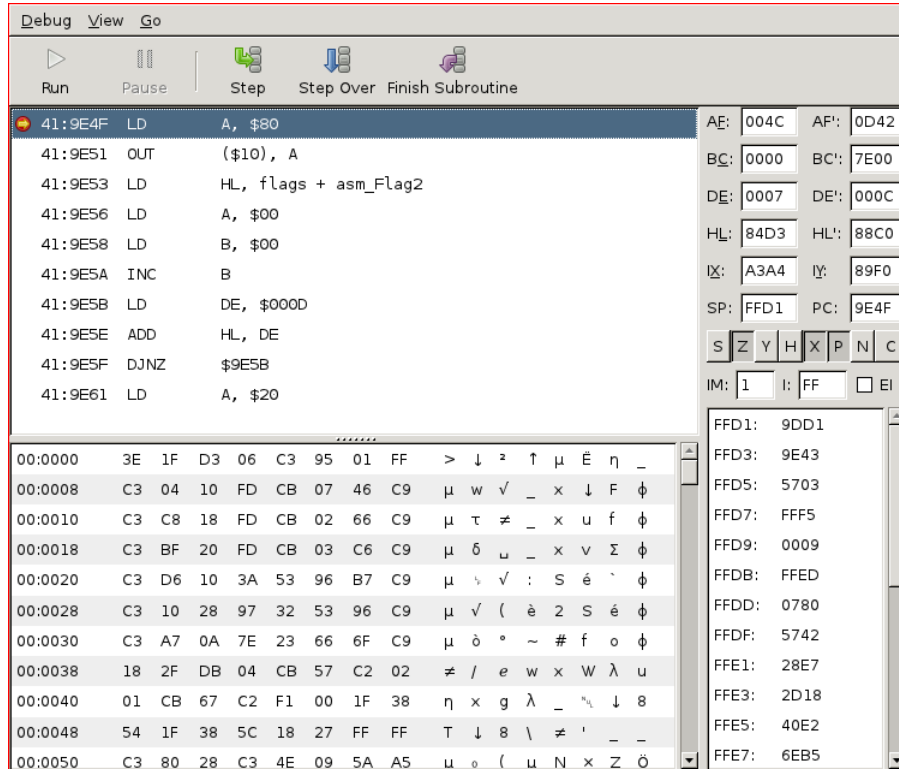 Debug View Go
Run Pause Step Step Over Finish Subroutine
41:9E4F LD A, $80
41:9E51 OUT ($10), A
41:9E53 LD HL, flags + asm_Flag2
41:9E56 LD A, $00
41:9E58 LD B, $00
41:9E5A INC B
41:9E5B LD DE, $000D
41:9E5E ADD HL, DE
41:9E5F DJNZ $9E5B
41:9E61 LD A, $20
AF: 004C AF': 0D42
BC: 0000 BC': 7E00
DE: 0007 DE': 000C
HL: 84D3 HL': 88C0
IX: A3A4 IY: 89F0
SP: FFD1 PC: 9E4F
S Z Y H X P N C
IM: 1 I: FF EI
00:0000 3E 1F D3 06 C3 95 01 FF > ↓ ² ↑ μ Ë η _
00:0008 C3 04 10 FD CB 07 46 C9 μ w √ _ × ↓ F ϕ
00:0010 C3 C8 18 FD CB 02 66 C9 μ τ ≠ _ × u f ϕ
00:0018 C3 BF 20 FD CB 03 C6 C9 μ δ ␣ _ × v Σ ϕ
00:0020 C3 D6 10 3A 53 96 B7 C9 μ √ : S é ` ϕ
00:0028 C3 10 28 97 32 53 96 C9 μ √ ( è 2 S é ϕ
00:0030 C3 A7 0A 7E 23 66 6F C9 μ ò ° ~ # f o ϕ
00:0038 18 2F DB 04 CB 57 C2 02 ≠ / e w × W λ u
00:0040 01 CB 67 C2 F1 00 1F 38 η × g λ _ ↓ 8
00:0048 54 1F 38 5C 18 27 FF FF T ↓ 8 \ ≠ ' _ _
00:0050 C3 80 28 C3 4E 09 5A A5 μ ₀ ( μ N × Z Ö
FFD1: 9DD1
FFD3: 9E43
FFD5: 5703
FFD7: FFF5
FFD9: 0009
FFDB: FFED
FFDD: 0780
FFDF: 5742
FFE1: 28E7
FFE3: 2D18
FFE5: 40E2
FFE7: 6EB5